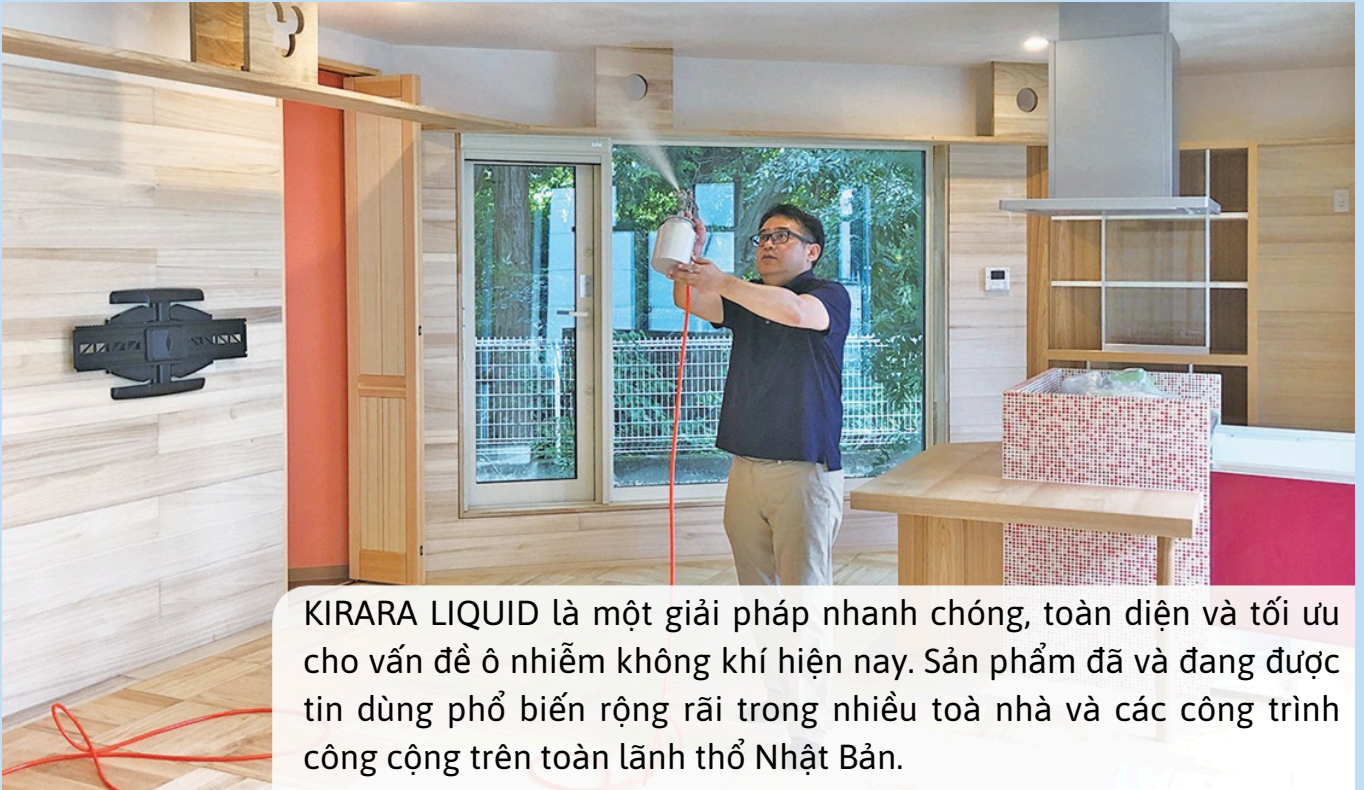 KIRARA LIQUID là một giải pháp nhanh chóng, toàn diện và tối ưu
cho vấn đề ô nhiễm không khí hiện nay. Sản phẩm đã và đang được
tin dùng phổ biến rộng rãi trong nhiều toà nhà và các công trình
công cộng trên toàn lãnh thổ Nhật Bản.